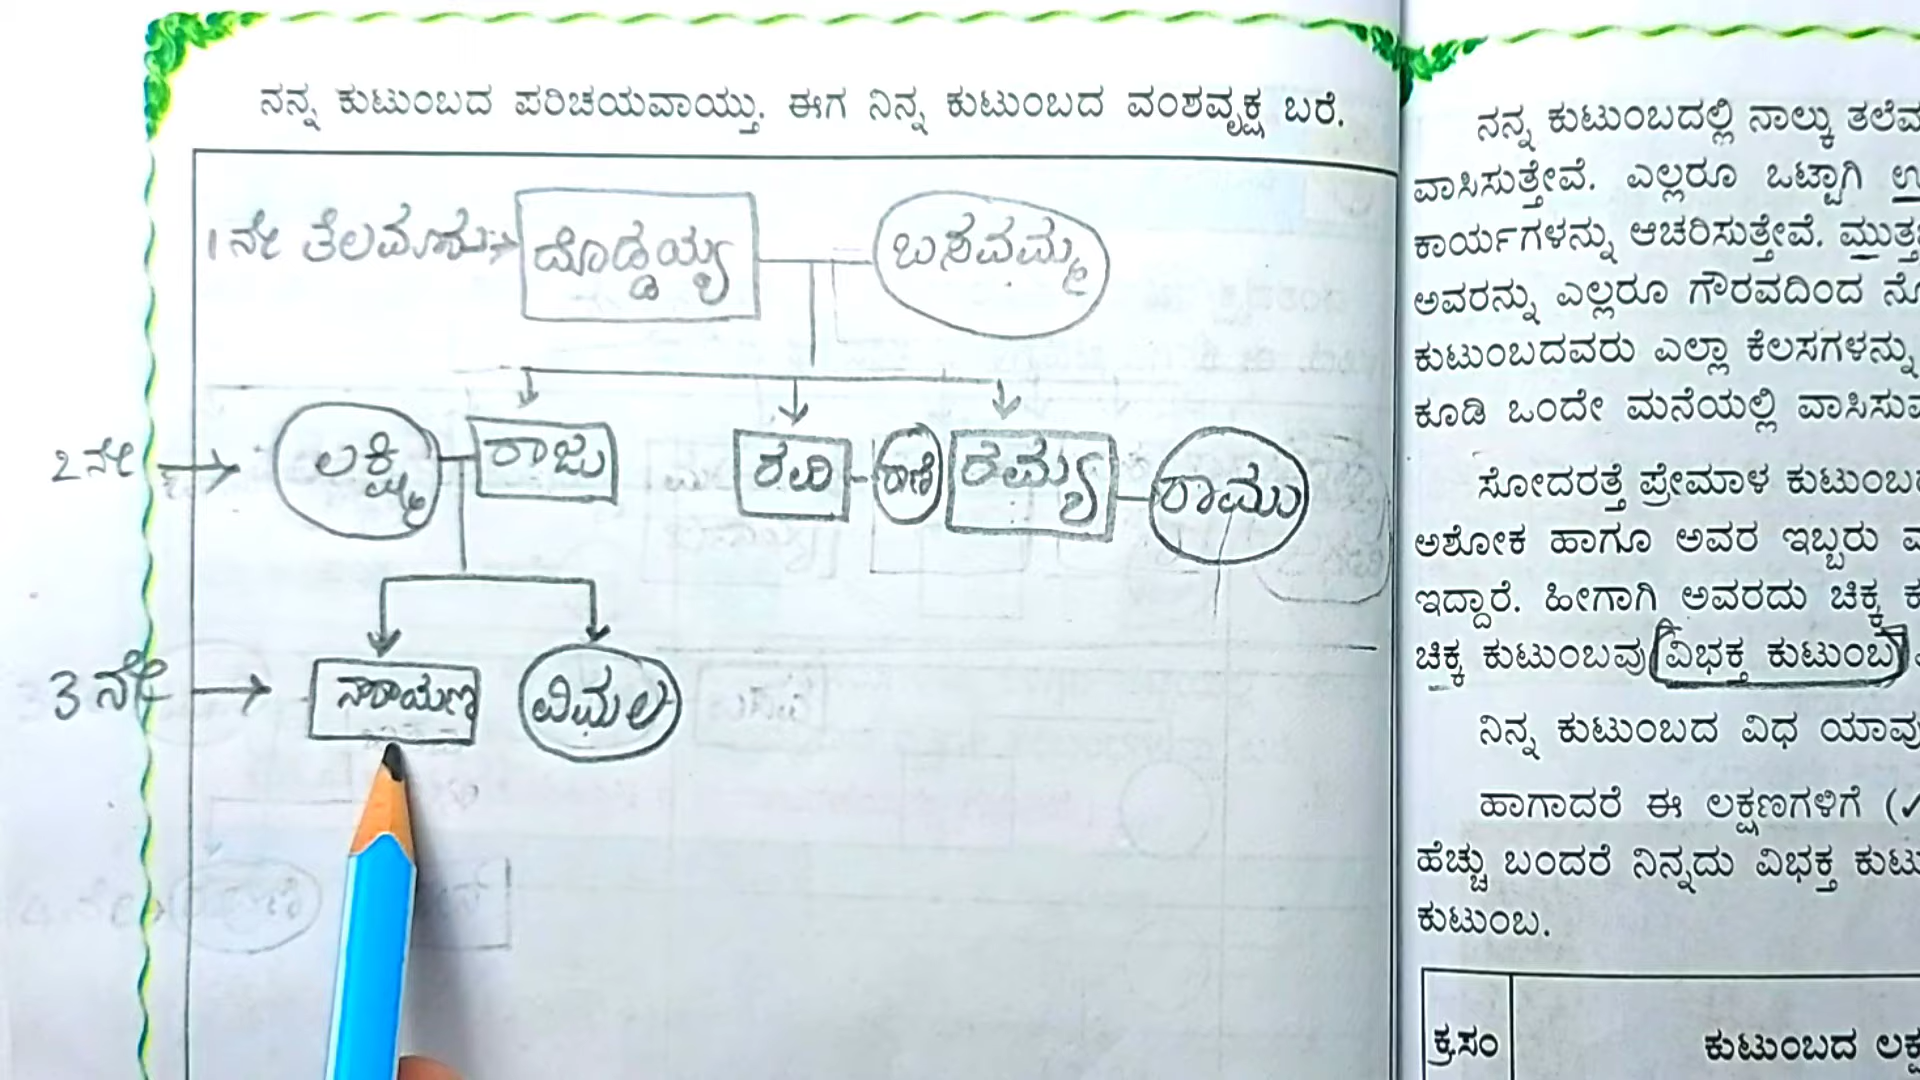 ನನ್ನ ಕುಟುಂಬದ ಪರಿಚಯವಾಯ್ತು. ಈಗ ನಿನ್ನ ಕುಟುಂಬದ ವಂಶವೃಕ್ಷ ಬರೆ.
1ನೇ ತೆಲಮಾರು ದೊಡ್ಡಯ್ಯ ಬಸವಮ್ಮ
2ನೇ ಲಕ್ಷ್ಮಿ ರಾಜು ರವಿ ರಾಣಿ ರಮ್ಯ ರಾಮು
3ನೇ ನಾರಾಯಣ ವಿಮಲ
ನನ್ನ ಕುಟುಂಬದಲ್ಲಿ ನಾಲ್ಕು
ವಾಸಿಸುತ್ತೇವೆ. ಎಲ್ಲರೂ ಒಟ್ಟಾಗಿ
ಕಾರ್ಯಗಳನ್ನು ಆಚರಿಸುತ್ತೇವೆ.
ಅವರನ್ನು ಎಲ್ಲರೂ ಗೌರವದಿಂದ
ಕುಟುಂಬದವರು ಎಲ್ಲಾ ಕೆಲಸಗಳನ್ನು
ಕೂಡಿ ಒಂದೇ ಮನೆಯಲ್ಲಿ
ಸೋದರತ್ತೆ ಪ್ರೇಮಾಳ
ಅಶೋಕ ಹಾಗೂ ಅವರ ಇಬ್ಬರು
ಇದ್ದಾರೆ. ಹೀಗಾಗಿ ಅವರದು ಚಿಕ್ಕ
ಚಿಕ್ಕ ಕುಟುಂಬವು ವಿಭಕ್ತ ಕುಟುಂಬ
ನಿನ್ನ ಕುಟುಂಬದ ವಿಧ
ಹಾಗಾದರೆ ಈ ಲಕ್ಷಣಗಳಿಗೆ (✓
ಹೆಚ್ಚು ಬಂದರೆ ನಿನ್ನದು ವಿಭಕ್ತ
ಕುಟುಂಬ.
ಕ್ರ.ಸಂ ಕುಟುಂಬದ